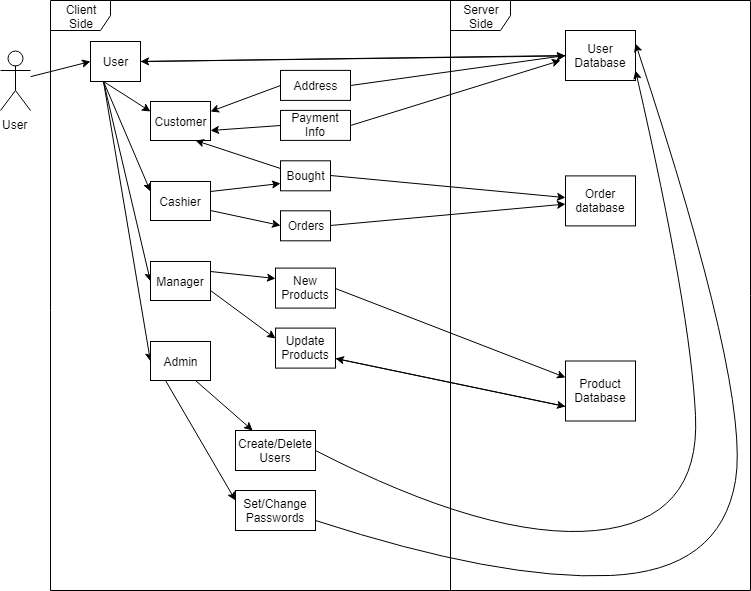 Client
Side
Server
Side
User
User
User
Database
Address
Customer
Payment
Info
Bought
Cashier
Order
database
Orders
Manager
New
Products
Update
Products
Admin
Product
Database
Create/Delete
Users
Set/Change
Passwords